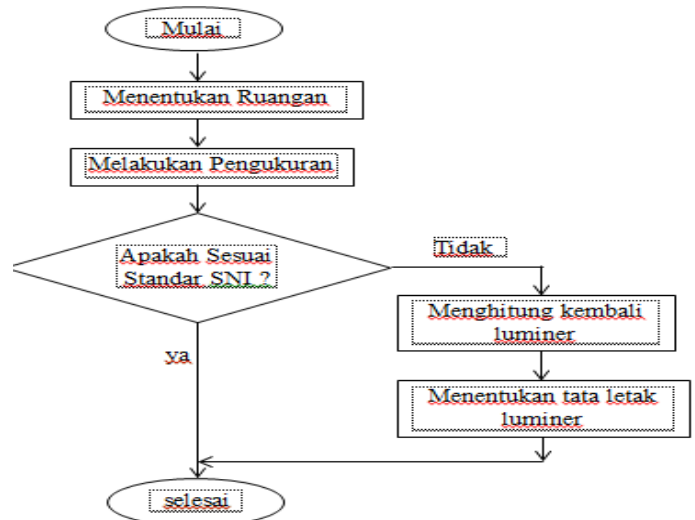 Mulai
Menentukan Ruangan
Melakukan Pengukuran
Apakah Sesuai
Standar SNI ?
Tidak
Menghitung kembali
luminer
Menentukan tata letak
luminer
ya
selesai